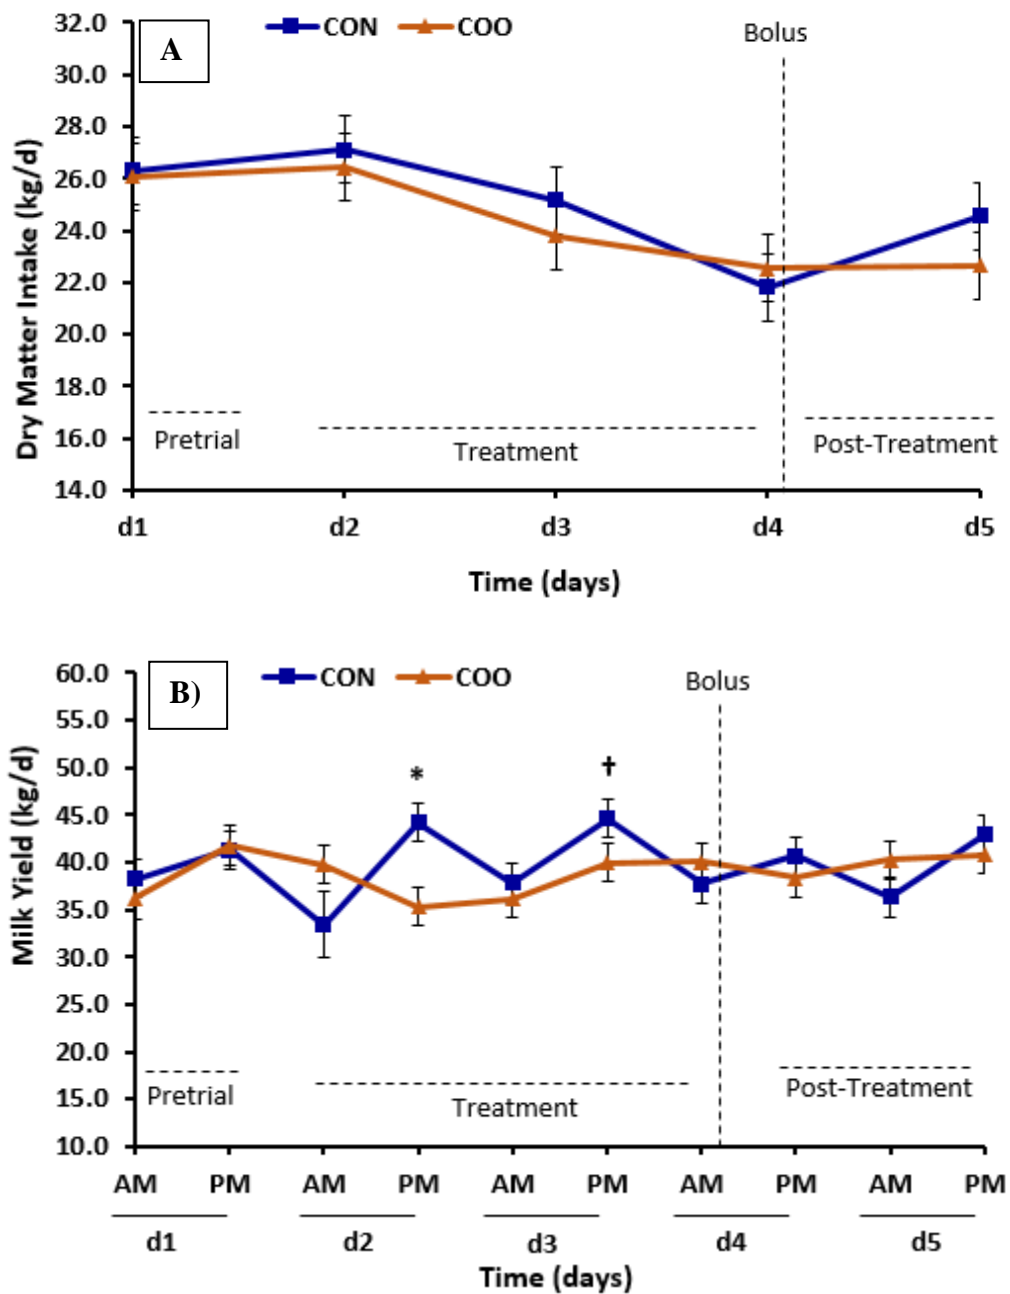 32.0
30.0
28.0
26.0
24.0
22.0
20.0
18.0
16.0
14.0
Dry Matter Intake (kg/d)
A
CON COO
Bolus
Pretrial
Treatment
Post-Treatment
d1 d2 d3 d4 d5
Time (days)
60.0
55.0
50.0
45.0
40.0
35.0
30.0
25.0
20.0
15.0
10.0
Milk Yield (kg/d)
B)
CON COO
Bolus
*
†
Pretrial
Treatment
Post-Treatment
AM PM AM PM AM PM AM PM AM PM
d1 d2 d3 d4 d5
Time (days)